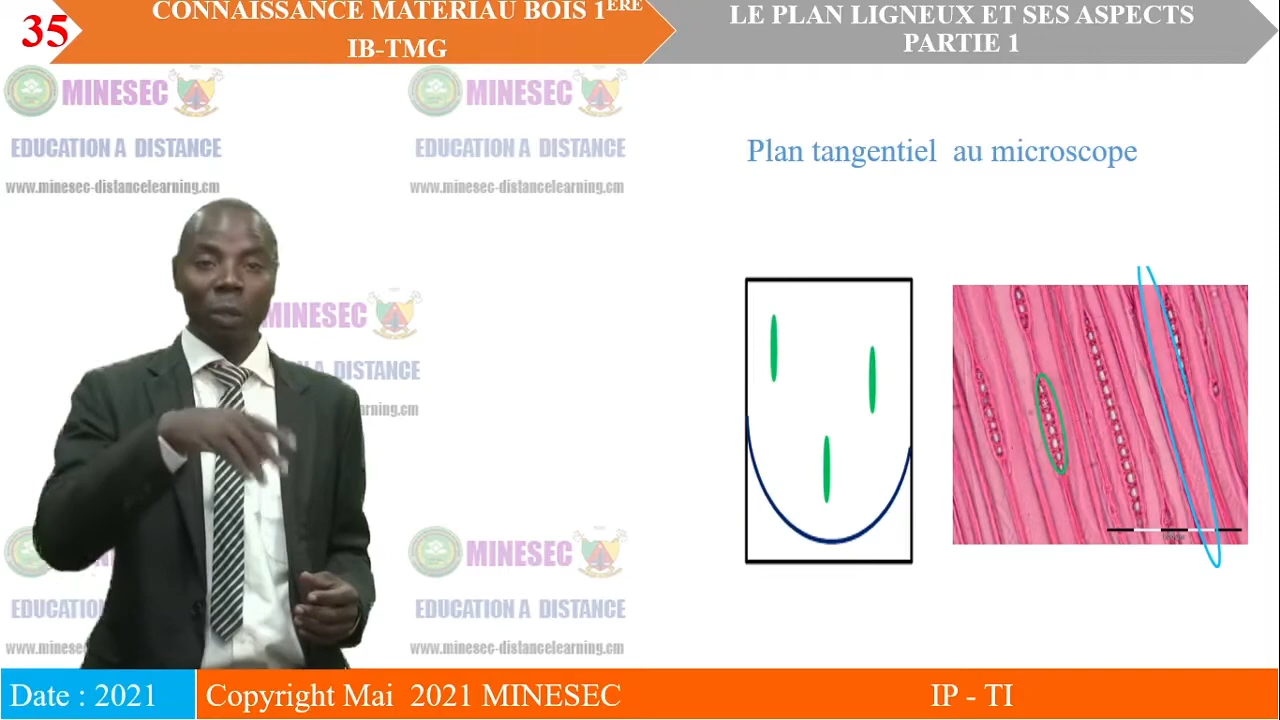 35
CONNAISSANCE MATERIAU BOIS 1ERE
IB-TMG
LE PLAN LIGNEUX ET SES ASPECTS
PARTIE 1
MINESEC
EDUCATION A DISTANCE
www.minesec-distancelearning.cm
MINESEC
EDUCATION A DISTANCE
www.minesec-distancelearning.cm
Plan tangentiel au microscope
MINESEC
DISTANCE
MINESEC
EDUCATION A DISTANCE
www.minesec-distancelearning.cm
Date : 2021
Copyright Mai 2021 MINESEC
IP - TI